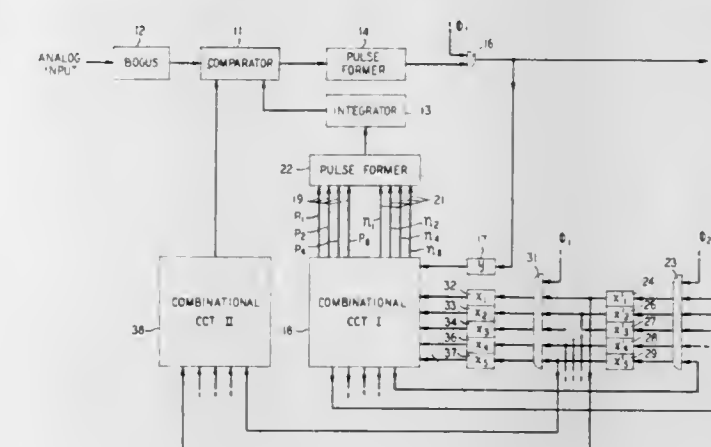 12
11
14
Φ1
16
ANALOG
INPUT
BOGUS
COMPARATOR
PULSE
FORMER
INTEGRATOR
13
22
PULSE FORMER
19
21
P1
P2
P4
P8
n1
n2
n4
n8
17
31
Φ1
23
Φ2
32
X1
33
X2
34
X3
36
X4
37
X5
24
X'1
26
X'2
27
X'3
28
X'4
29
X'5
38
COMBINATIONAL
CCT II
18
COMBINATIONAL
CCT I